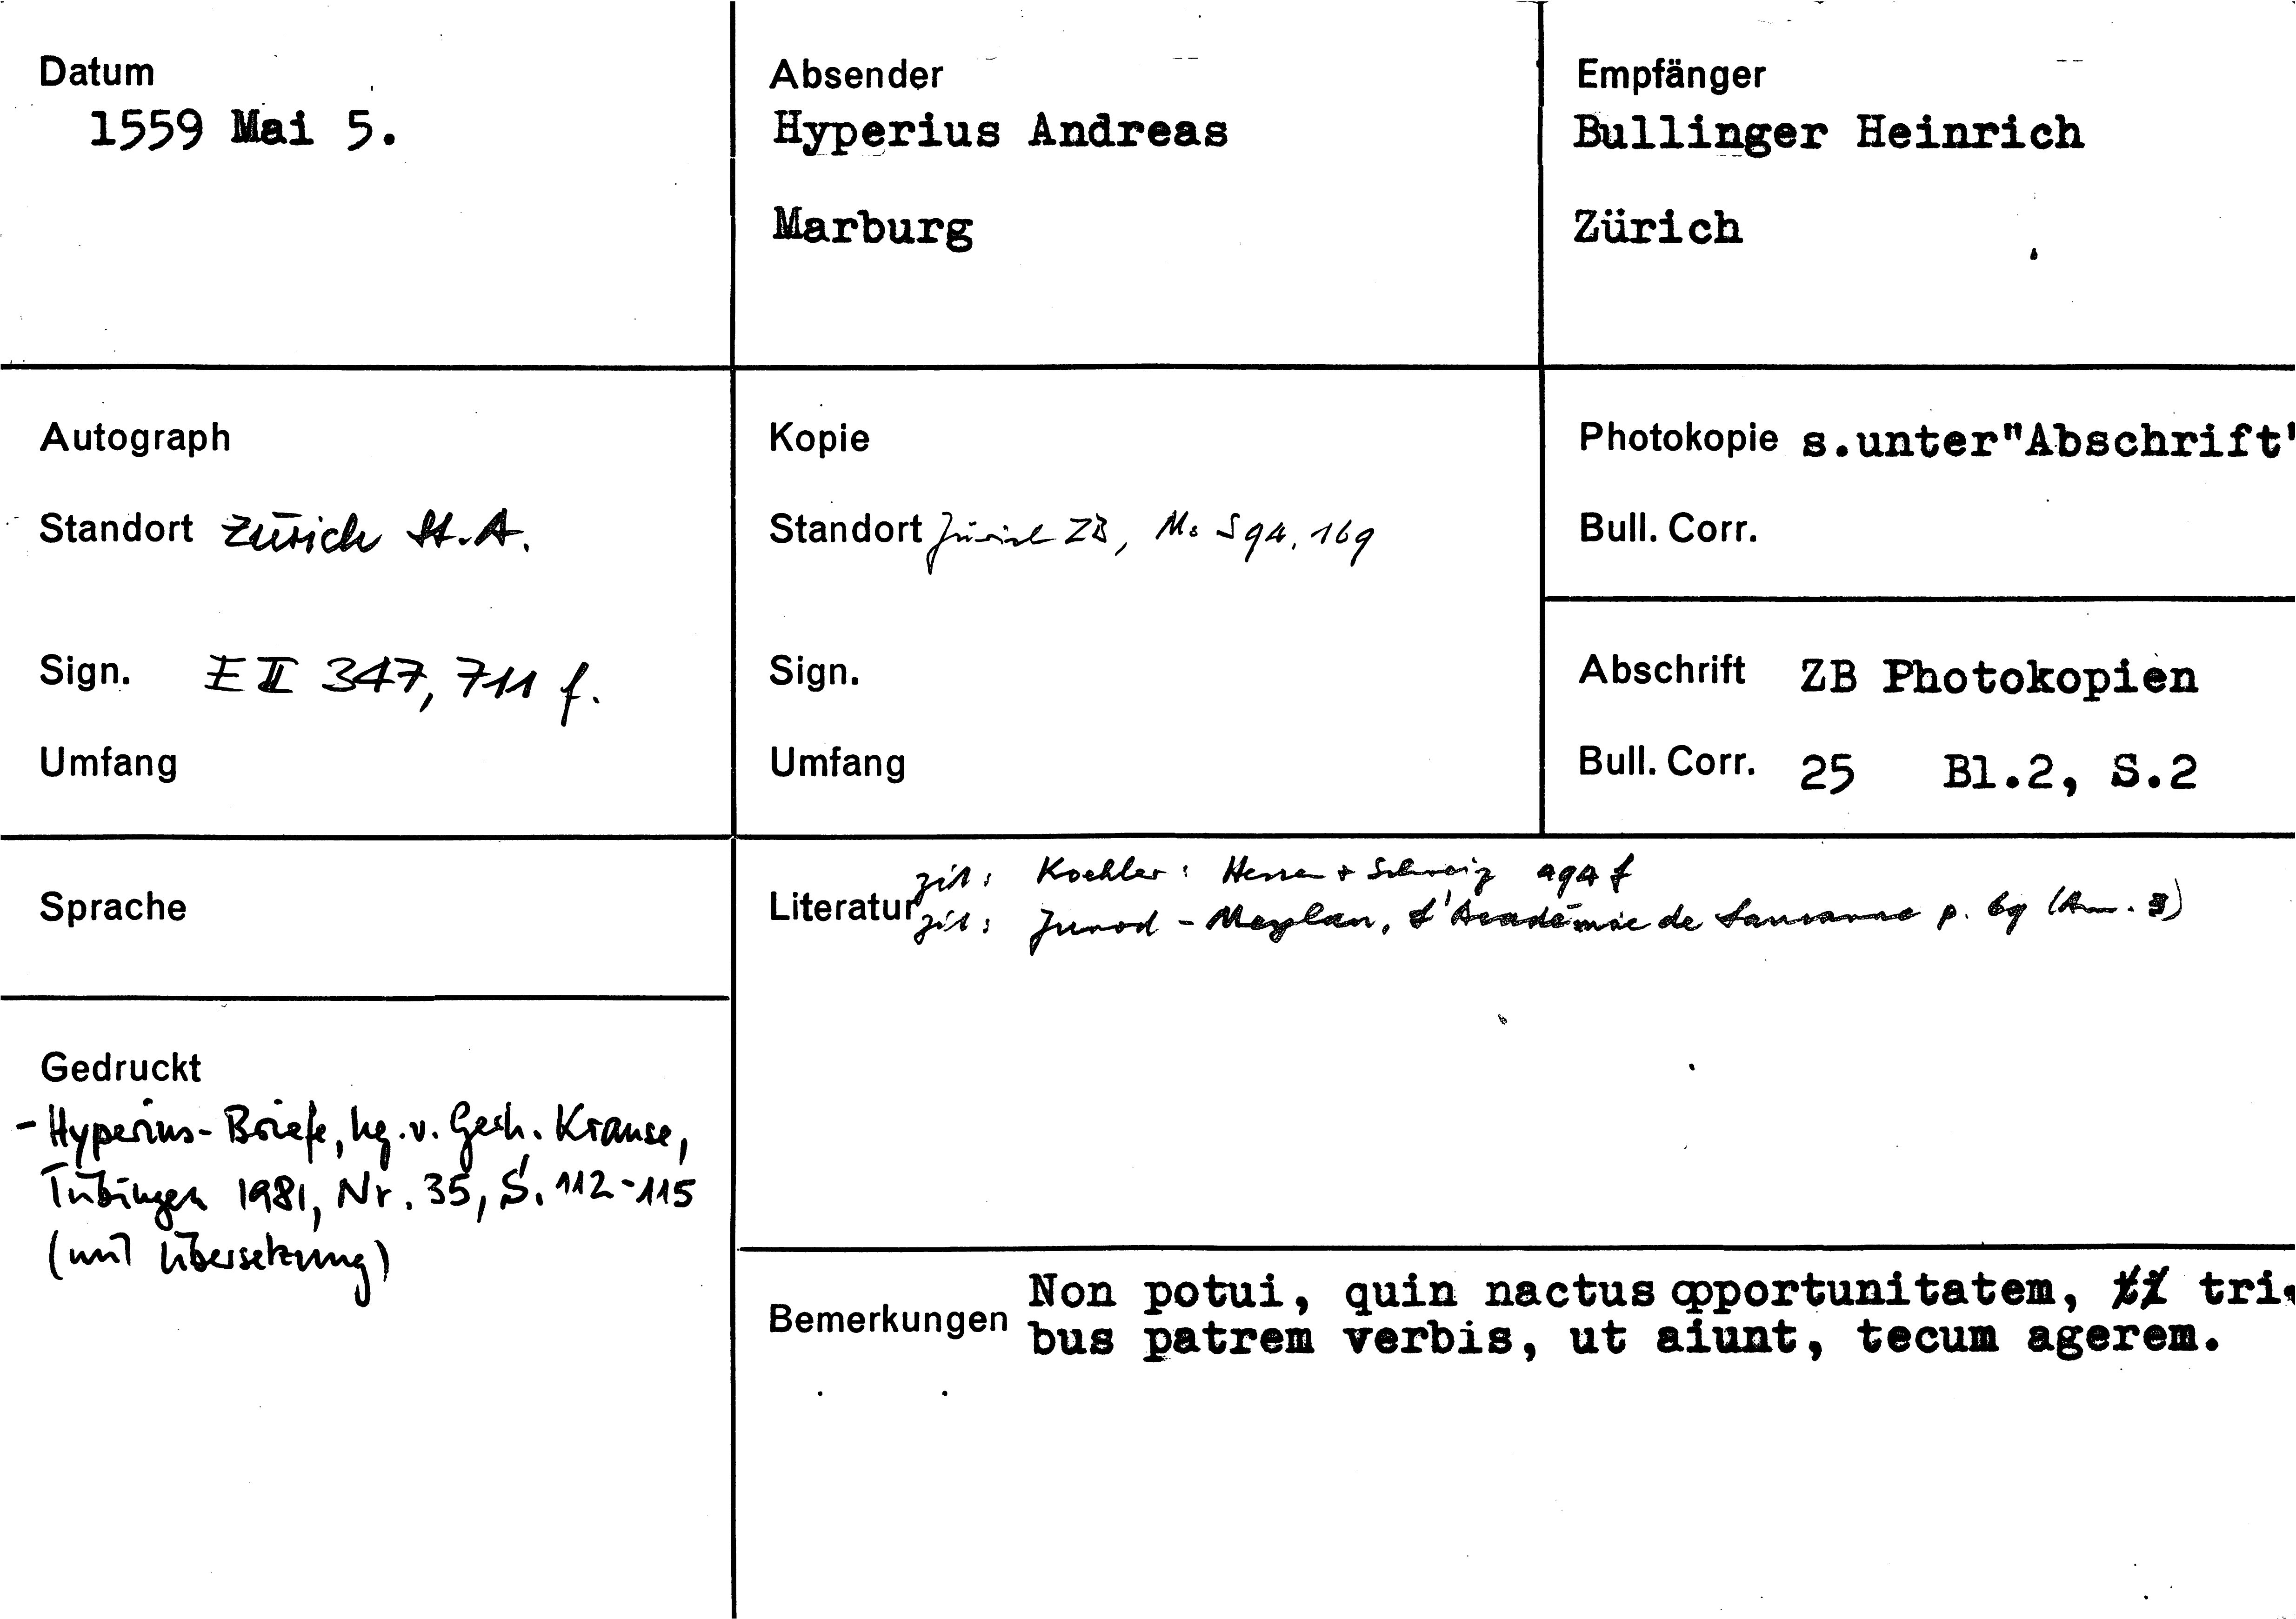 Datum
1559 Mai 5.
Absender
Hyperius Andreas
Marburg
Empfänger
Bullinger Heinrich
Zürich
Autograph
Standort Zürich St.A.
Sign. E II 347, 711 f.
Umfang
Kopie
Standort Zürich ZB, Ms S 94, 169
Sign.
Umfang
Photokopie s.unter"Abschrift"
Bull. Corr.
Abschrift ZB Photokopien
Bull. Corr. 25 Bl.2, S.2
Sprache
Gedruckt
- Hyperius-Briefe, hg. v. Gerh. Krause,
Tübingen 1981, Nr. 35, S. 112-115
(mit Übersetzung)
Literatur
zit: Koehler: Hessen + Schweiz
zit: Junod - Meylan, L'Académie de Lausanne p. 69 (Anm. 3)
Bemerkungen
Non potui, quin nactus opportunitatem, tri-
bus patrem verbis, ut aiunt, tecum agerem.